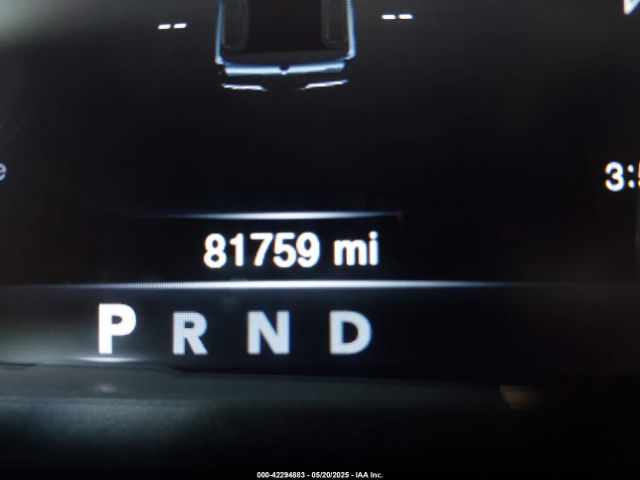 -- --
81759 mi
P R N D
000-42294883 - 05/20/2025 - IAA Inc.